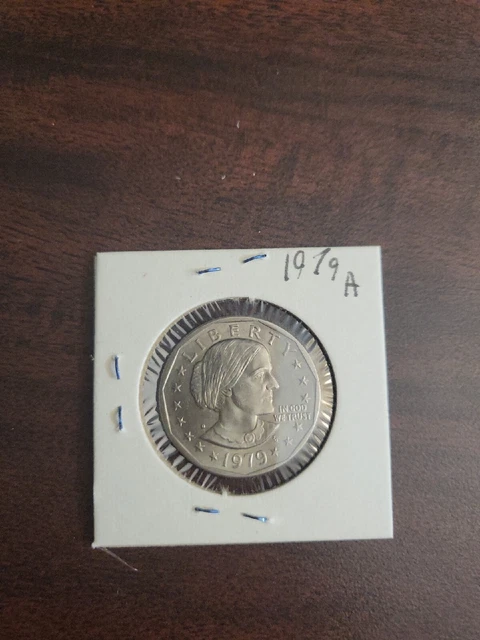 1979
A
LIBERTY
IN GOD
WE TRUST
1979